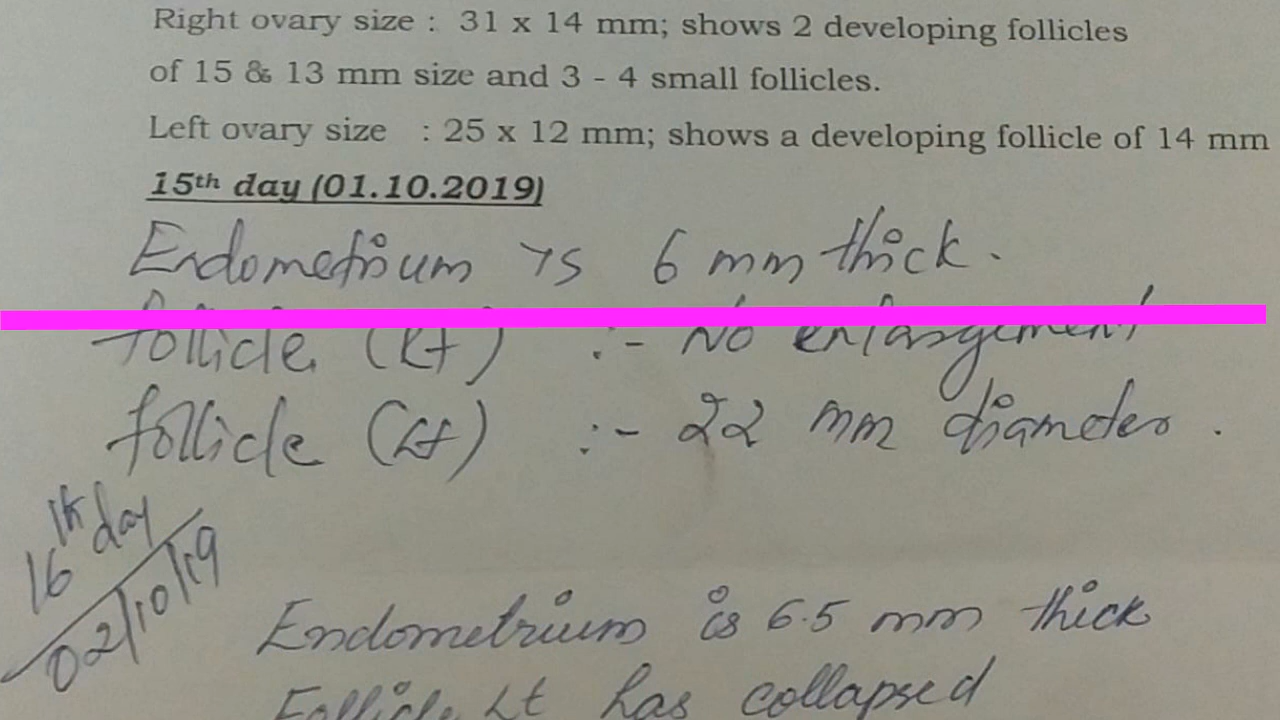 Right ovary size : 31 x 14 mm; shows 2 developing follicles
of 15 & 13 mm size and 3 - 4 small follicles.
Left ovary size : 25 x 12 mm; shows a developing follicle of 14 mm
15th day (01.10.2019)
Endometrium is 6 mm thick.
follicle (Rt) :- No enlargement
follicle (Lt) :- 22 mm diameter.
16th day
02/10/19
Endometrium is 6.5 mm thick
Follicle Lt has collapsed